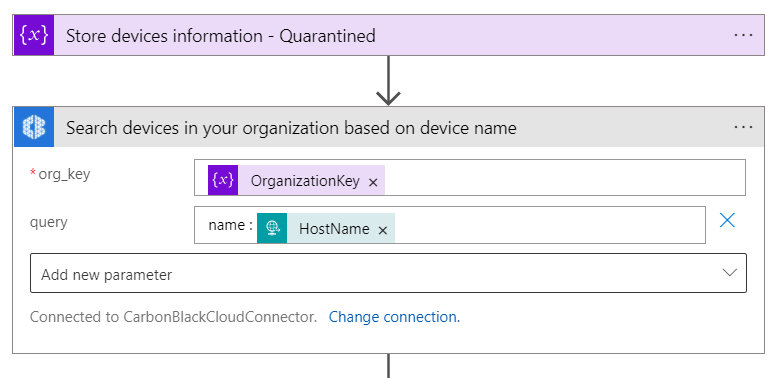 {x} Store devices information - Quarantined ...
Search devices in your organization based on device name ...
*org_key {x} OrganizationKey ×
query name : HostName ×
Add new parameter
Connected to CarbonBlackCloudConnector. Change connection.